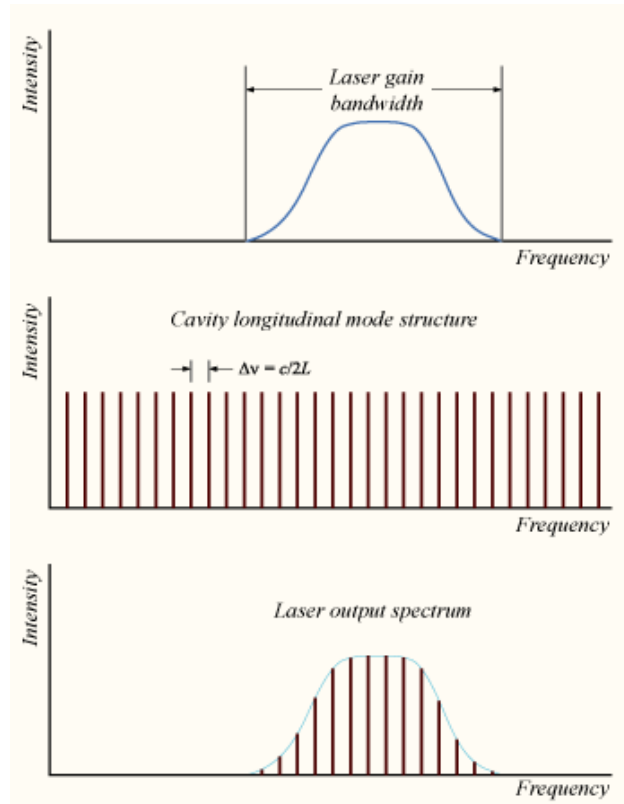 Intensity
Laser gain
bandwidth
Frequency
Intensity
Cavity longitudinal mode structure
Δν = c/2L
Frequency
Intensity
Laser output spectrum
Frequency